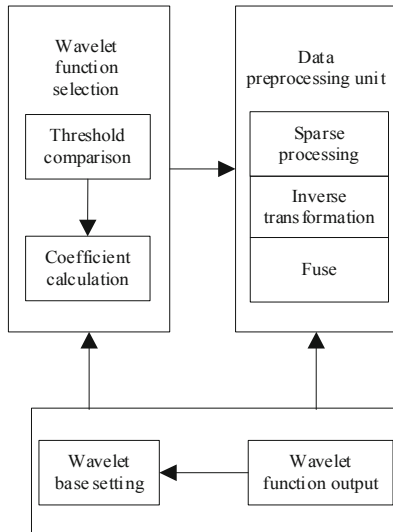 Wavelet
function
selection
Threshold
comparison
Coefficient
calculation
Data
preprocessing unit
Sparse
processing
Inverse
transformation
Fuse
Wavelet
base setting
Wavelet
function output